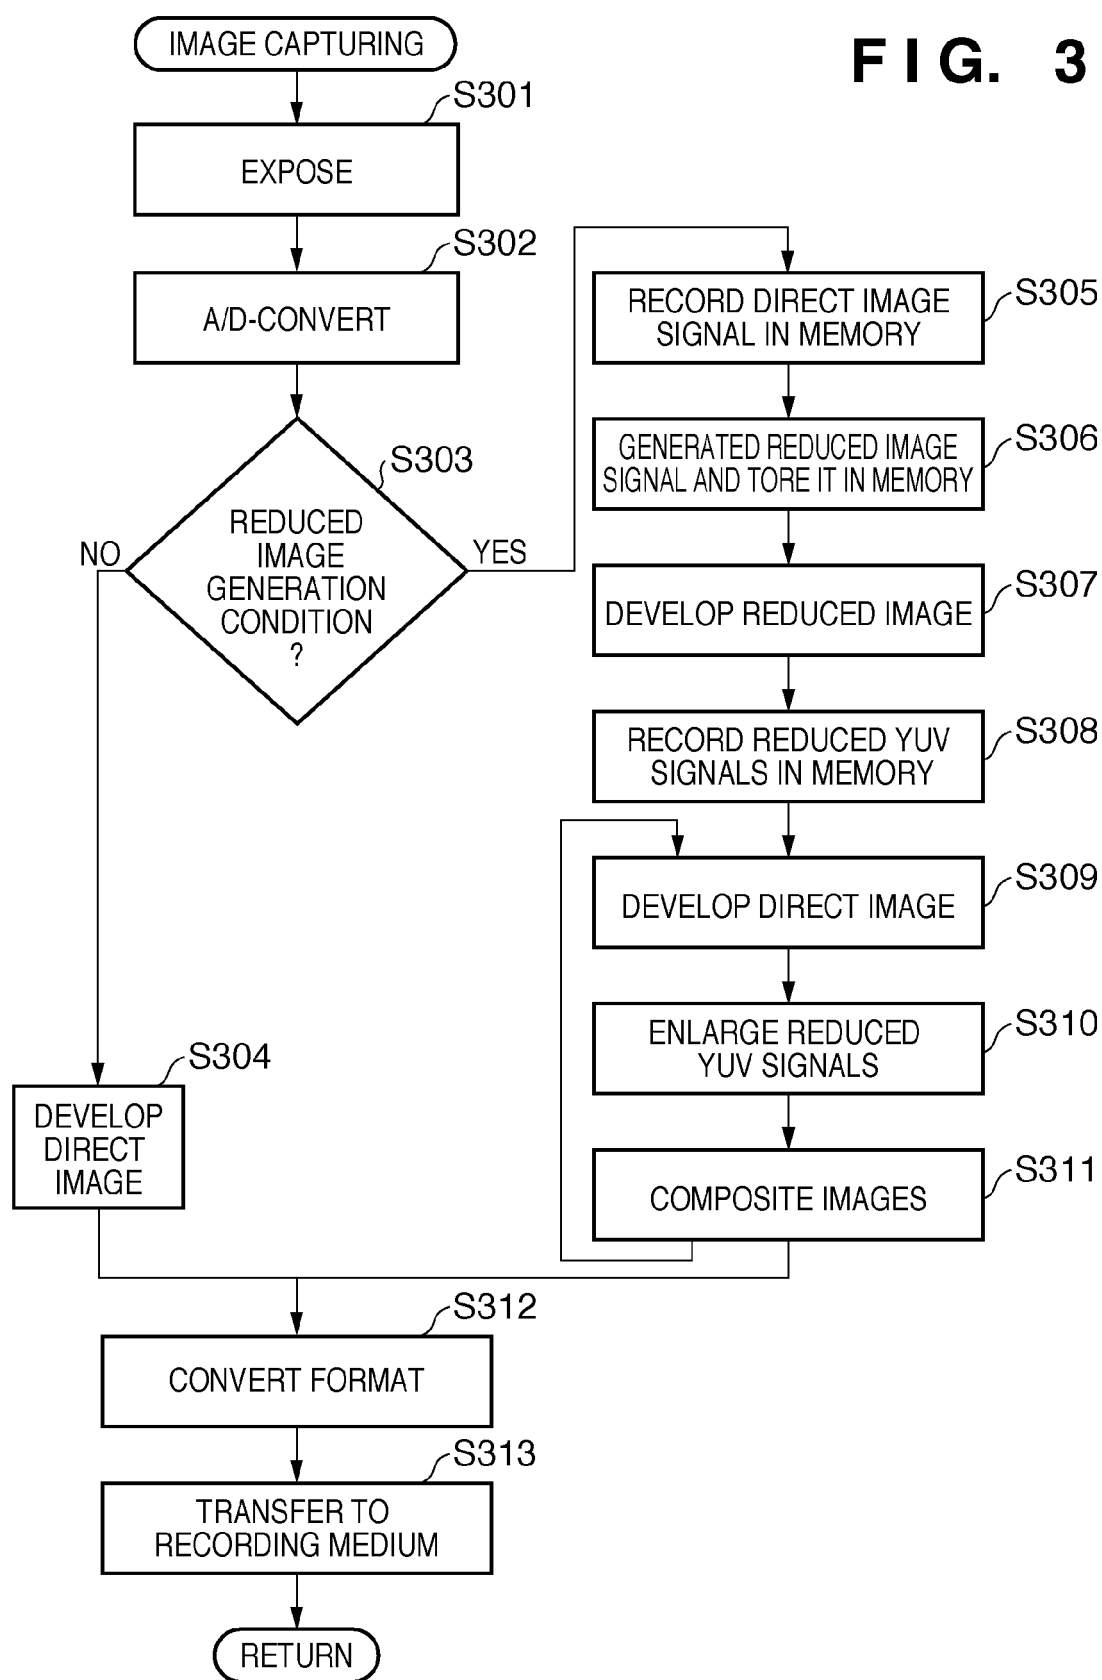 FIG. 3
IMAGE CAPTURING
S301
EXPOSE
S302
A/D-CONVERT
S303
REDUCED
IMAGE
GENERATION
CONDITION
?
NO
YES
S304
DEVELOP
DIRECT
IMAGE
S305
RECORD DIRECT IMAGE
SIGNAL IN MEMORY
S306
GENERATED REDUCED IMAGE
SIGNAL AND TORE IT IN MEMORY
S307
DEVELOP REDUCED IMAGE
S308
RECORD REDUCED YUV
SIGNALS IN MEMORY
S309
DEVELOP DIRECT IMAGE
S310
ENLARGE REDUCED
YUV SIGNALS
S311
COMPOSITE IMAGES
S312
CONVERT FORMAT
S313
TRANSFER TO
RECORDING MEDIUM
RETURN